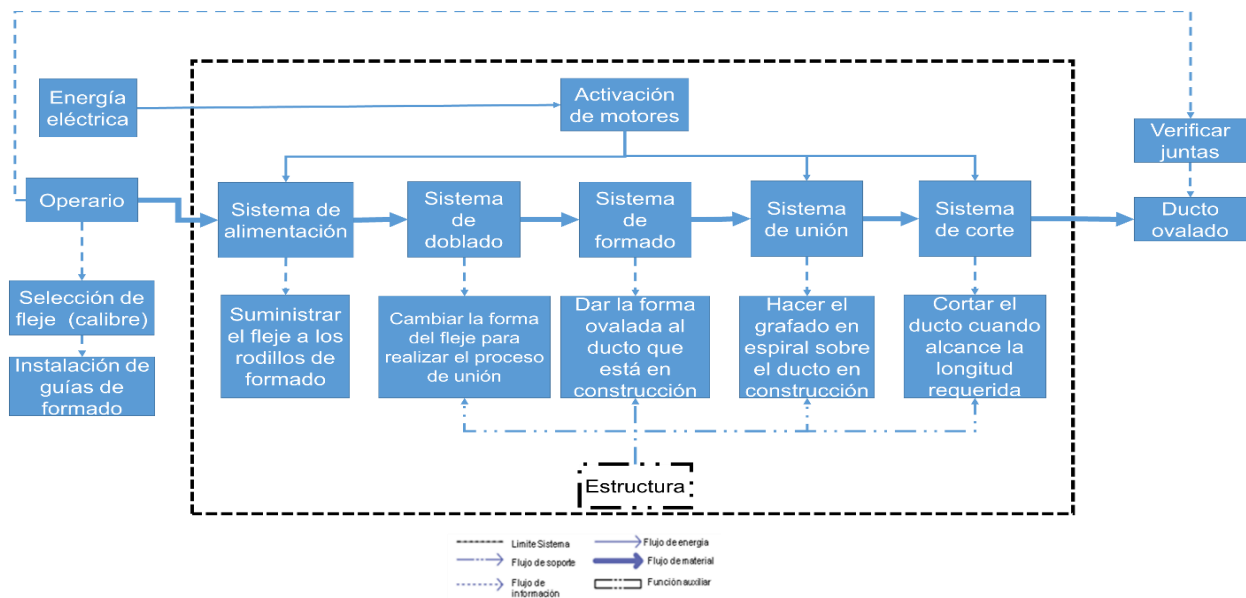 Energía
eléctrica
Activación
de motores
Verificar
juntas
Operario
Sistema de
alimentación
Sistema
de
doblado
Sistema
de
formado
Sistema
de unión
Sistema
de corte
Ducto
ovalado
Selección de
fleje (calibre)
Instalación de
guías de
formado
Suministrar
el fleje a los
rodillos de
formado
Cambiar la forma
del fleje para
realizar el proceso
de unión
Dar la forma
ovalada al
ducto que
está en
construcción
Hacer el
grafado en
espiral sobre
el ducto en
construcción
Cortar el
ducto cuando
alcance la
longitud
requerida
Estructura
Limite Sistema
Flujo de energía
Flujo de soporte
Flujo de material
Flujo de
información
Función auxiliar